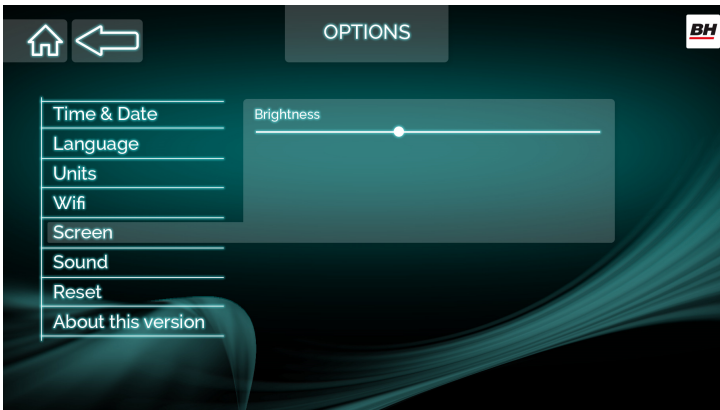 OPTIONS
BH
Time & Date
Language
Units
Wifi
Screen
Sound
Reset
About this version
Brightness